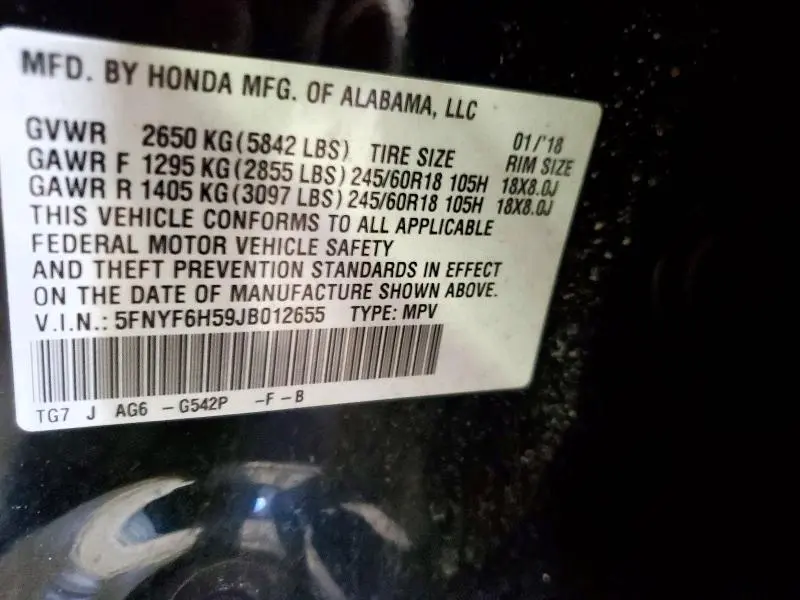 MFD. BY HONDA MFG. OF ALABAMA, LLC
01/'18
GVWR 2650 KG(5842 LBS) TIRE SIZE RIM SIZE
GAWR F 1295 KG(2855 LBS) 245/60R18 105H 18X8.0J
GAWR R 1405 KG(3097 LBS) 245/60R18 105H 18X8.0J
THIS VEHICLE CONFORMS TO ALL APPLICABLE
FEDERAL MOTOR VEHICLE SAFETY
AND THEFT PREVENTION STANDARDS IN EFFECT
ON THE DATE OF MANUFACTURE SHOWN ABOVE.
V.I.N.: 5FNYF6H59JB012655 TYPE: MPV
TG7 J AG6 -G542P -F-B